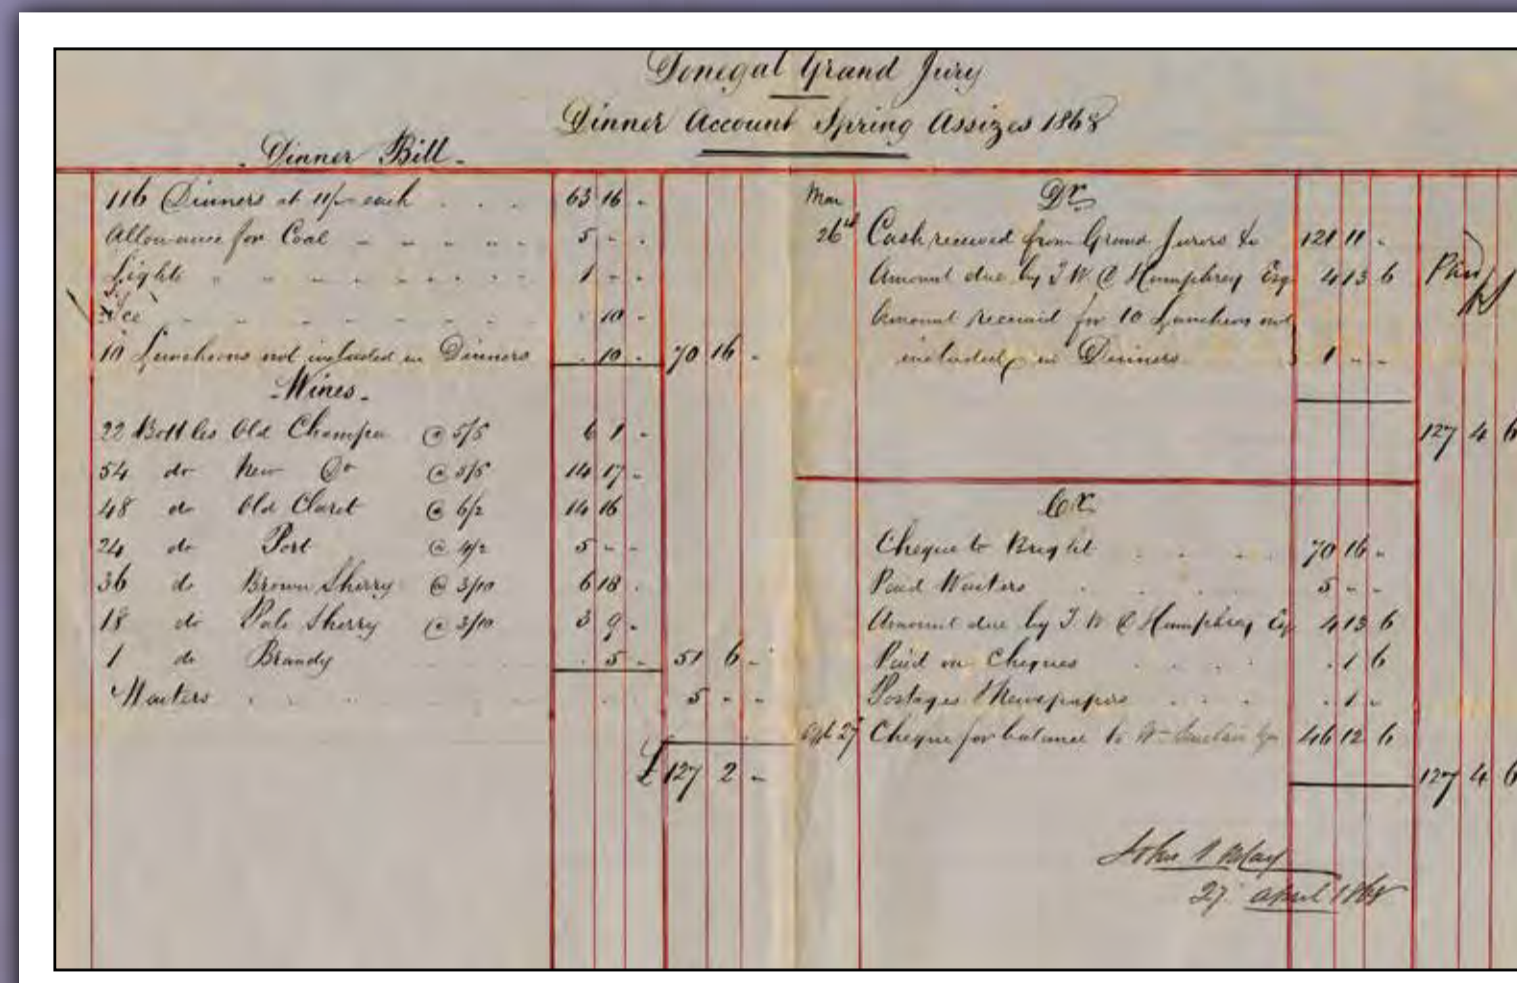 Donegal Grand Jury
Dinner Account Spring Assizes 1868
Dinner Bill
116 Dinners at 11/- each 63 16 -
Allowance for Coal 5 - -
Lights 1 - -
Ice 10 -
10 Luncheons not included in Dinners 10 - 70 16 -
Wines
22 Bottles Old Champn @ 5/5 6 1 -
54 do New Do @ 5/5 14 17 -
48 do Old Claret @ 6/2 14 16
24 do Port @ 4/2 5 - -
36 do Brown Sherry @ 3/10 6 18 -
18 do Pale Sherry @ 3/10 3 9 -
1 do Brandy 5 - 51 6 -
Waiters 5 - -
£127 2 -
Mar Dr
26 Cash received from Grand Jurors &c 121 11 -
Amount due by T W D Humphrey Esq 4 13 6 Paid
Amount received for 10 Luncheons not
included in Dinners 1 - -
127 4 6
Cr
Cheque to Bright 70 16 -
Paid Waiters 5 - -
Amount due by T W D Humphrey Esq 4 13 6
Paid on Cheques 1 6
Postages & Newspapers 1 -
27 Cheque for balance to Wm Sinclair 46 12 6
127 4 6
John
27 April 1868